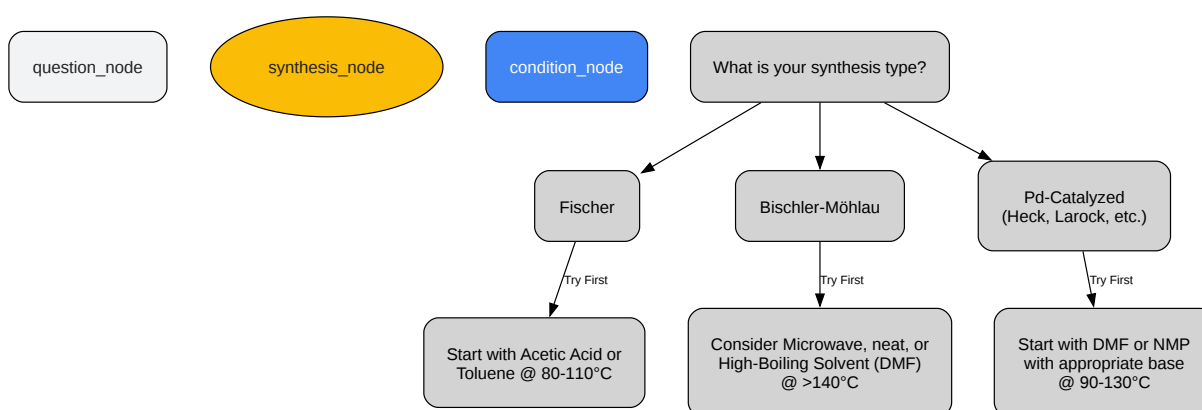 question_node
synthesis_node
condition_node
What is your synthesis type?
Fischer
Bischler-Möhlau
Pd-Catalyzed
(Heck, Larock, etc.)
Try First
Try First
Try First
Start with Acetic Acid or
Toluene @ 80-110°C
Consider Microwave, neat, or
High-Boiling Solvent (DMF)
@ >140°C
Start with DMF or NMP
with appropriate base
@ 90-130°C